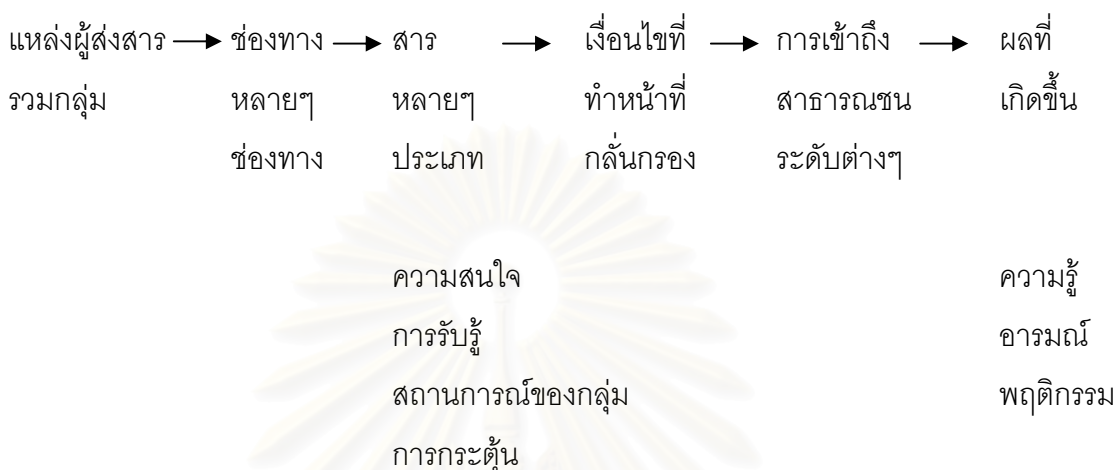 แหล่งผู้ส่งสาร → ช่องทาง → สาร → เงื่อนไขที่ → การเข้าถึง → ผลที่
รวมกลุ่ม หลายๆ หลายๆ ทำหน้าที่ สาธารณชน เกิดขึ้น
ช่องทาง ประเภท กลั่นกรอง ระดับต่างๆ
ความสนใจ ความรู้
การรับรู้ อารมณ์
สถานการณ์ของกลุ่ม พฤติกรรม
การกระตุ้น